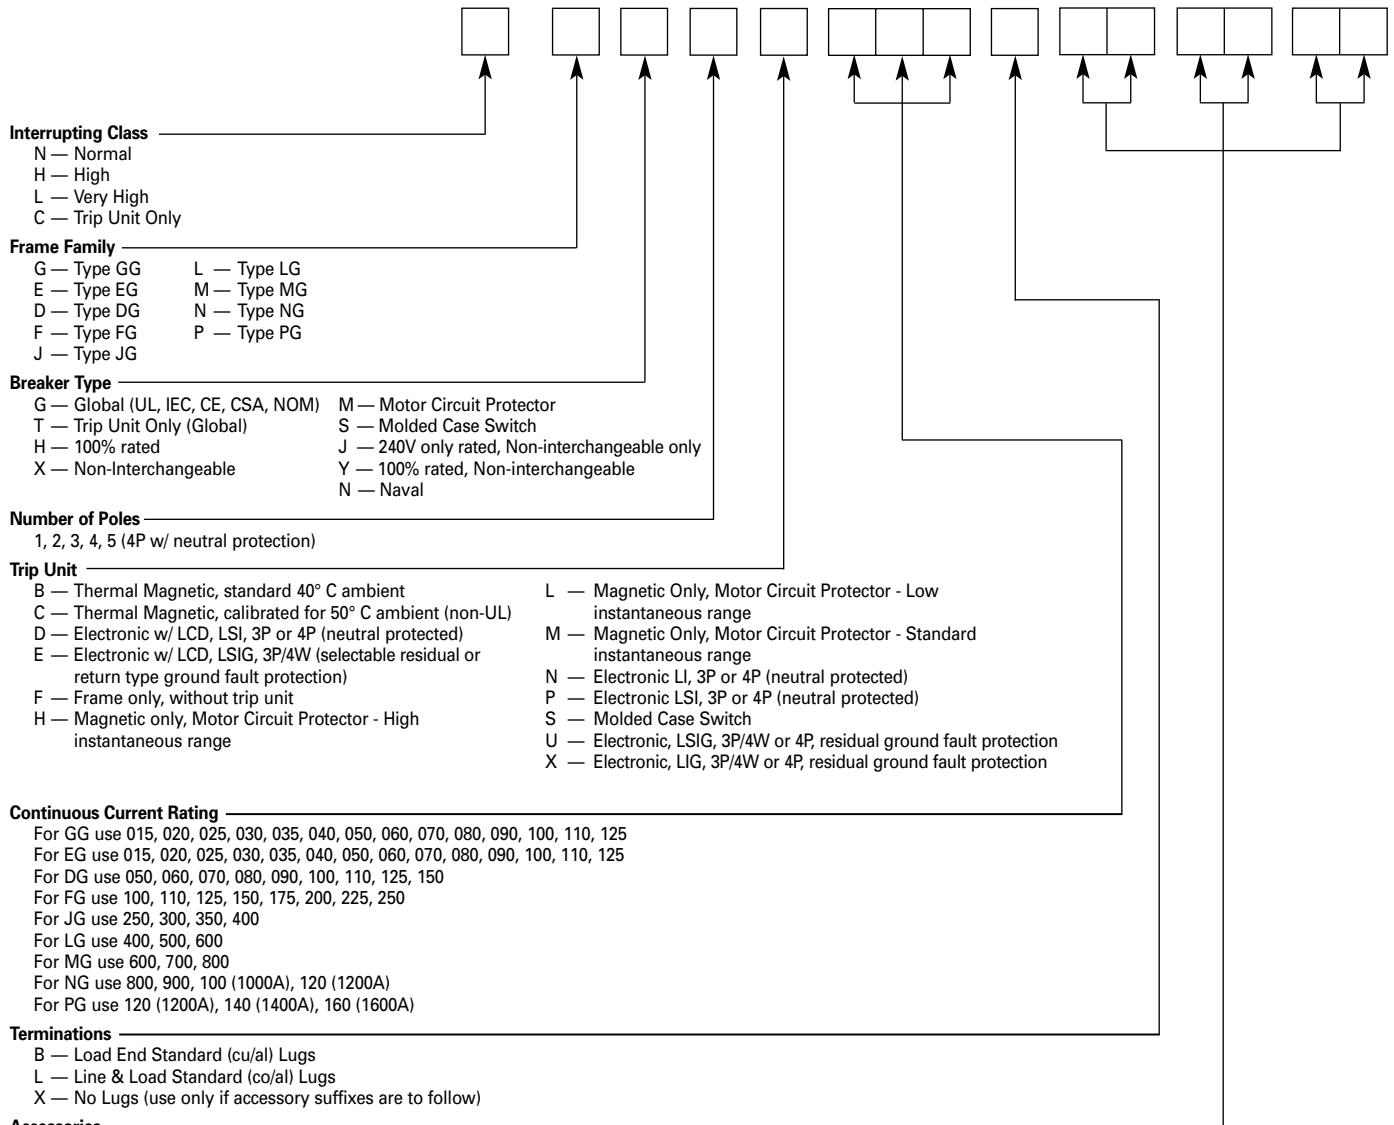 Interrupting Class
N — Normal
H — High
L — Very High
C — Trip Unit Only
Frame Family
G — Type GG
E — Type EG
D — Type DG
F — Type FG
J — Type JG
L — Type LG
M — Type MG
N — Type NG
P — Type PG
Breaker Type
G — Global (UL, IEC, CE, CSA, NOM)
T — Trip Unit Only (Global)
H — 100% rated
X — Non-Interchangeable
M — Motor Circuit Protector
S — Molded Case Switch
J — 240V only rated, Non-interchangeable only
Y — 100% rated, Non-interchangeable
N — Naval
Number of Poles
1, 2, 3, 4, 5 (4P w/ neutral protection)
Trip Unit
B — Thermal Magnetic, standard 40° C ambient
C — Thermal Magnetic, calibrated for 50° C ambient (non-UL)
D — Electronic w/ LCD, LSI, 3P or 4P (neutral protected)
E — Electronic w/ LCD, LSIG, 3P/4W (selectable residual or
return type ground fault protection)
F — Frame only, without trip unit
H — Magnetic only, Motor Circuit Protector - High
instantaneous range
L — Magnetic Only, Motor Circuit Protector - Low
instantaneous range
M — Magnetic Only, Motor Circuit Protector - Standard
instantaneous range
N — Electronic LI, 3P or 4P (neutral protected)
P — Electronic LSI, 3P or 4P (neutral protected)
S — Molded Case Switch
U — Electronic, LSIG, 3P/4W or 4P, residual ground fault protection
X — Electronic, LIG, 3P/4W or 4P, residual ground fault protection
Continuous Current Rating
For GG use 015, 020, 025, 030, 035, 040, 050, 060, 070, 080, 090, 100, 110, 125
For EG use 015, 020, 025, 030, 035, 040, 050, 060, 070, 080, 090, 100, 110, 125
For DG use 050, 060, 070, 080, 090, 100, 110, 125, 150
For FG use 100, 110, 125, 150, 175, 200, 225, 250
For JG use 250, 300, 350, 400
For LG use 400, 500, 600
For MG use 600, 700, 800
For NG use 800, 900, 100 (1000A), 120 (1200A)
For PG use 120 (1200A), 140 (1400A), 160 (1600A)
Terminations
B — Load End Standard (cu/al) Lugs
L — Line & Load Standard (co/al) Lugs
X — No Lugs (use only if accessory suffixes are to follow)